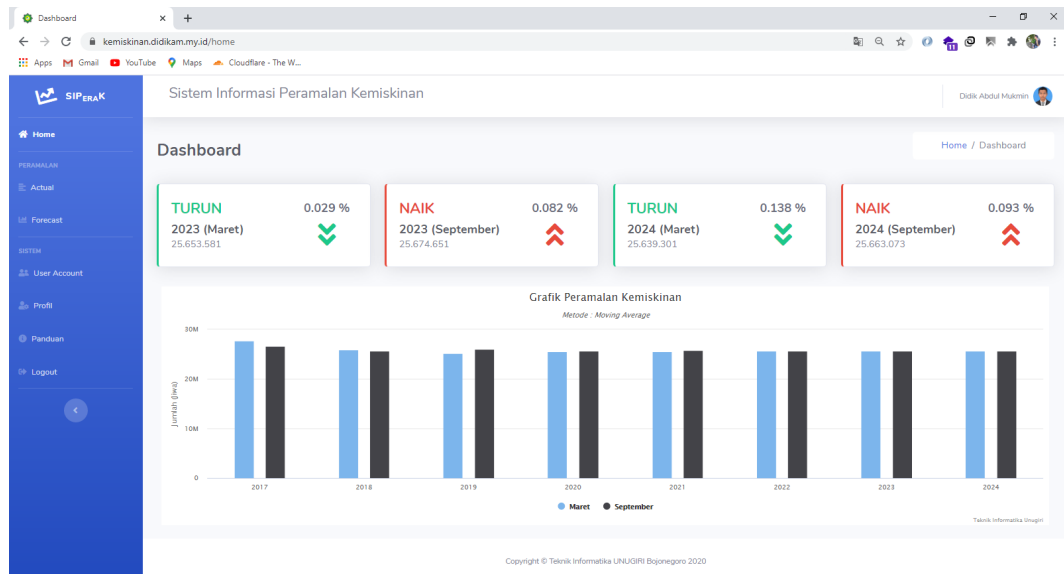 Dashboard
kemiskinan.didikam.my.id/home
11
Apps Gmail YouTube Maps Cloudflare - The W...
SIPERAK
Sistem Informasi Peramalan Kemiskinan
Didik Abdul Mukmin
Home
PERAMALAN
Actual
Forecast
SISTEM
User Account
Profil
Panduan
Logout
Dashboard
Home / Dashboard
TURUN 0.029 %
2023 (Maret)
25.653.581
NAIK 0.082 %
2023 (September)
25.674.651
TURUN 0.138 %
2024 (Maret)
25.639.301
NAIK 0.093 %
2024 (September)
25.663.073
Grafik Peramalan Kemiskinan
Metode : Moving Average
Jumlah (Jiwa)
30M
20M
10M
0
2017 2018 2019 2020 2021 2022 2023 2024
Maret September
Teknik Informatika Unugiri
Copyright © Teknik Informatika UNUGIRI Bojonegoro 2020